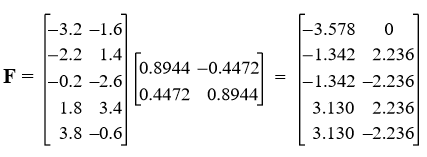 F = [-3.2 -1.6] [0.8944 -0.4472] = [-3.578 0]
-2.2 1.4 0.4472 0.8944 -1.342 2.236
-0.2 -2.6 -1.342 -2.236
1.8 3.4 3.130 2.236
3.8 -0.6 3.130 -2.236